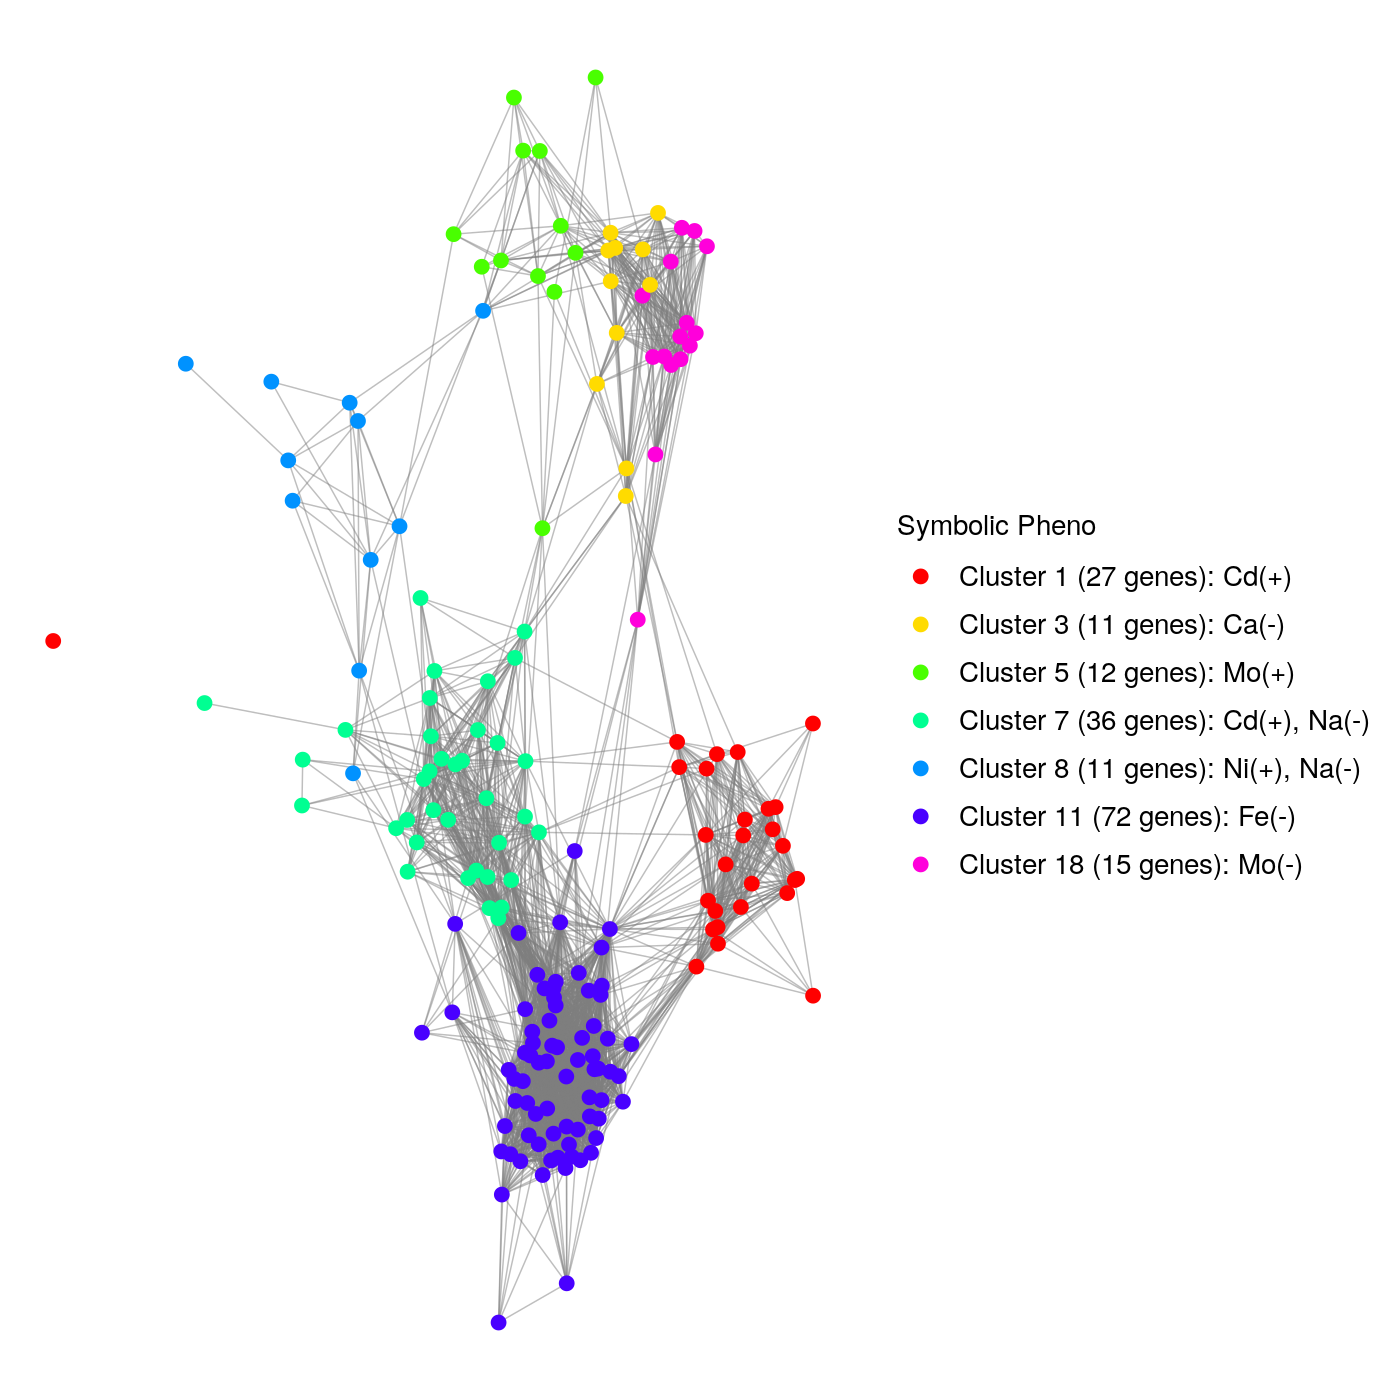 Symbolic Pheno
Cluster 1 (27 genes): Cd(+)
Cluster 3 (11 genes): Ca(-)
Cluster 5 (12 genes): Mo(+)
Cluster 7 (36 genes): Cd(+), Na(-)
Cluster 8 (11 genes): Ni(+), Na(-)
Cluster 11 (72 genes): Fe(-)
Cluster 18 (15 genes): Mo(-)